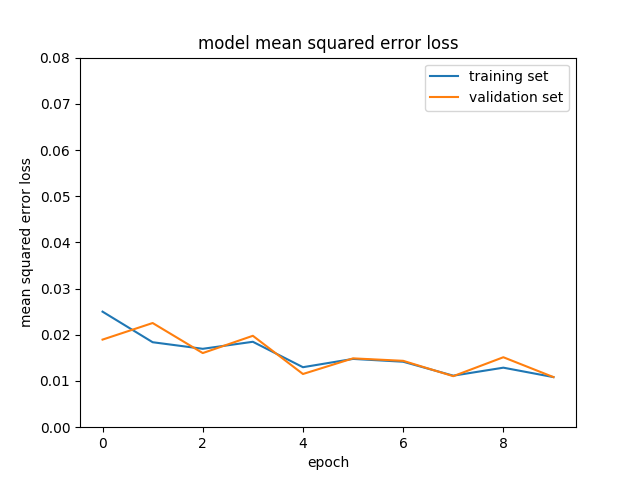 model mean squared error loss
training set
validation set
mean squared error loss
0.08
0.07
0.06
0.05
0.04
0.03
0.02
0.01
0.00
0 2 4 6 8
epoch